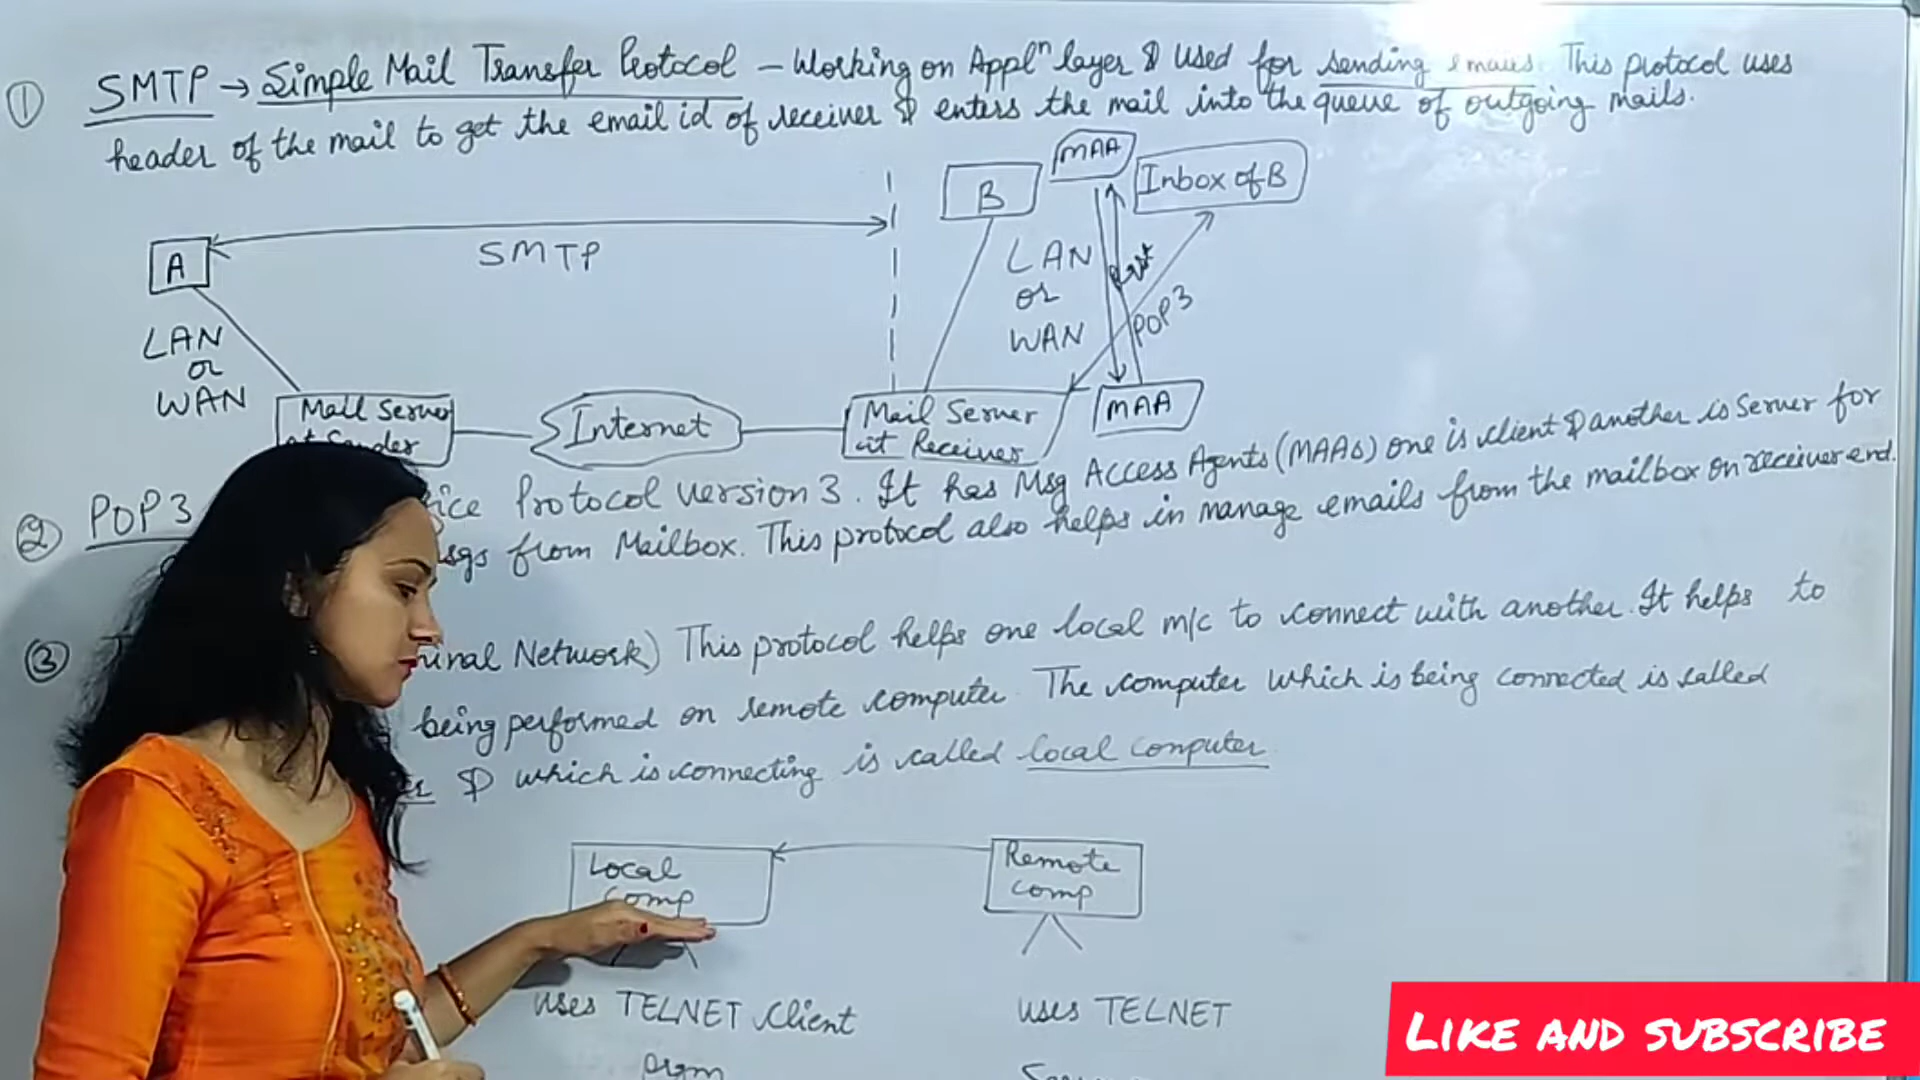 ① SMTP → Simple Mail Transfer Protocol – Working on Applⁿ layer & used for sending emails. This protocol uses
header of the mail to get the email id of receiver & enters the mail into the queue of outgoing mails.
MAA
B
Inbox of B
SMTP
A
LAN
or
WAN
LAN
or
WAN
POP3
Mail Server
at Sender
Internet
Mail Server
at Receiver
MAA
② POP3 Protocol version 3. It has Msg Access Agents (MAAs) one is client & another is Server for
msgs from Mailbox. This protocol also helps in manage emails from the mailbox on receiver end.
③ Network) This protocol helps one local m/c to connect with another. It helps to
being performed on remote computer. The computer which is being connected is called
& which is connecting is called local computer
Local
Comp
Remote
comp
uses TELNET Client
uses TELNET
Prgm
LIKE AND SUBSCRIBE